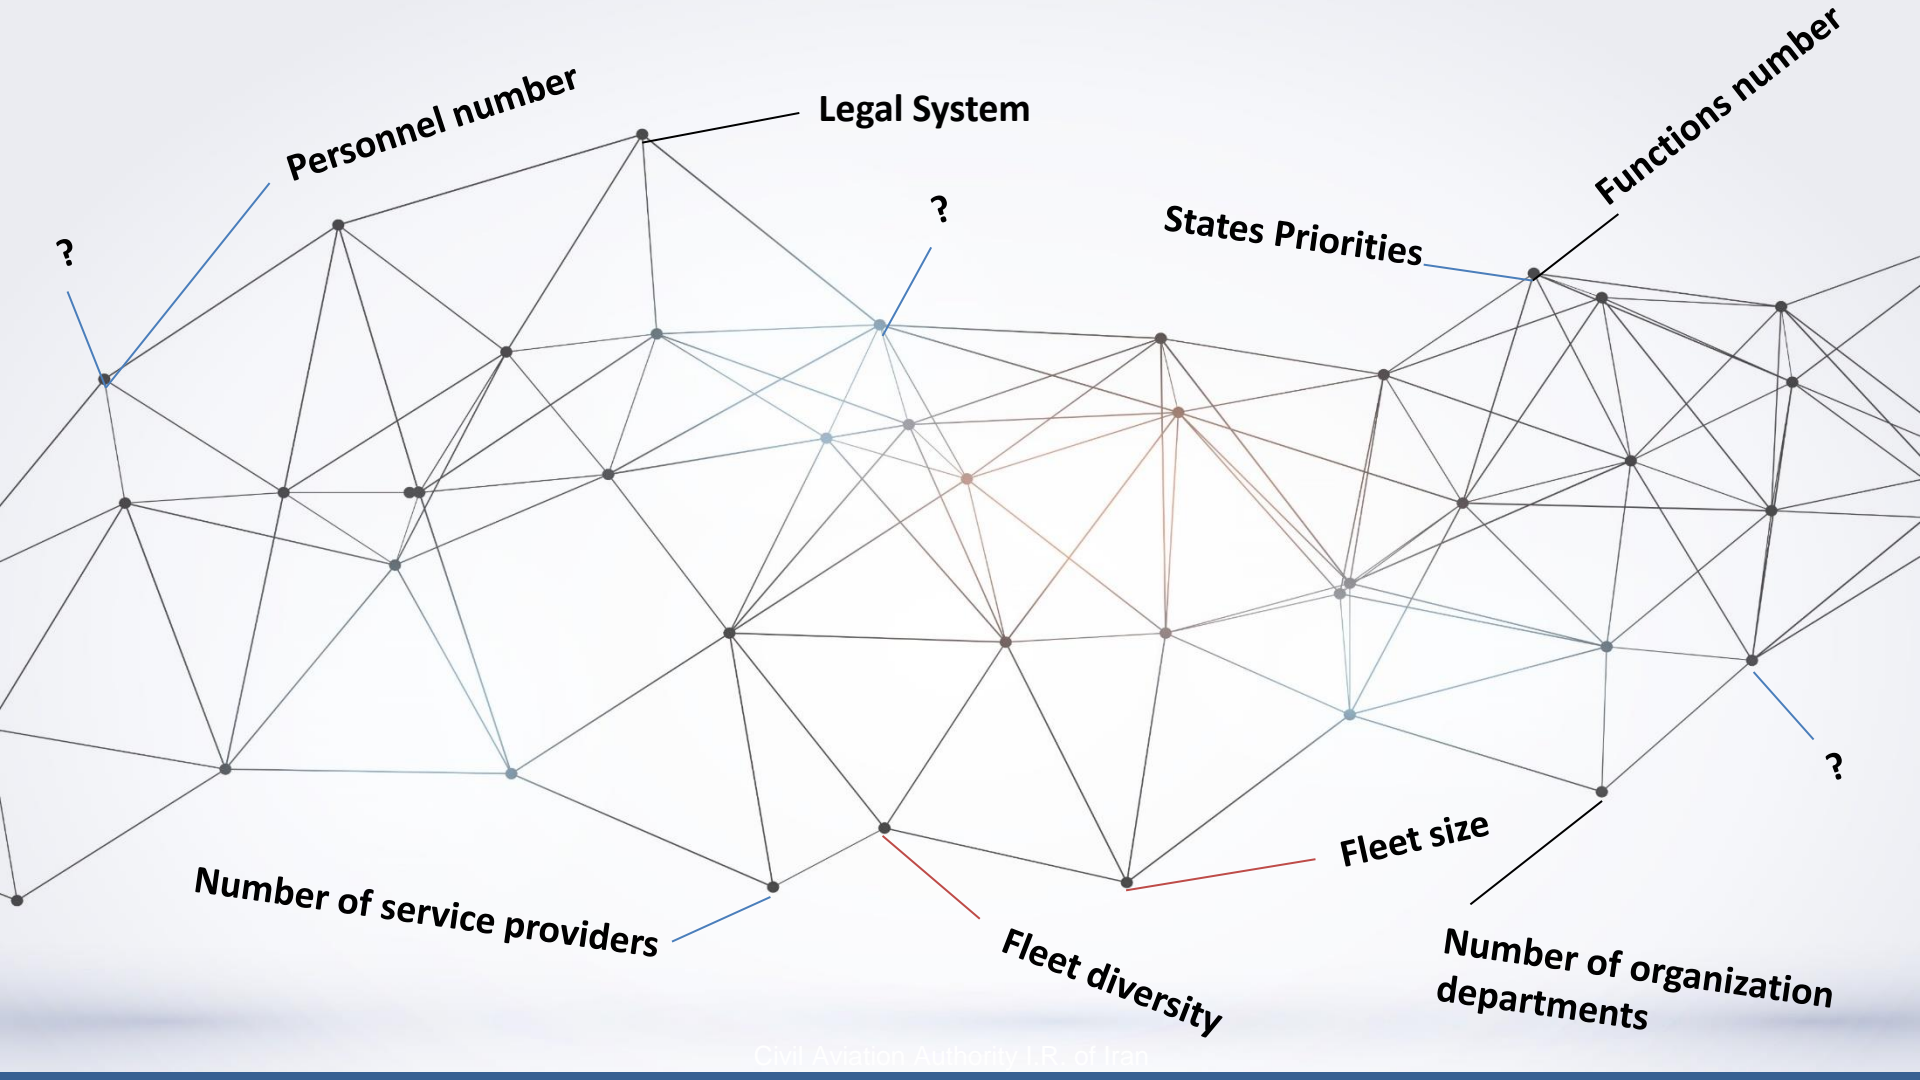 Functions number
Personnel number
Legal System
?
States Priorities
?
?
Fleet size
Number of service providers
Fleet diversity
Number of organization
departments
Civil Aviation Authority I.R. of Iran